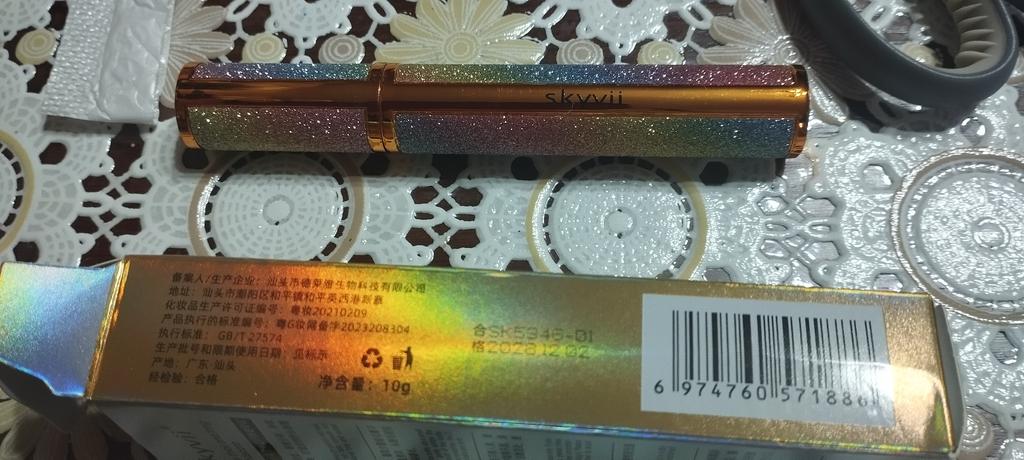 skyvii
备案人/生产企业：汕头市德荣雅生物科技有限公司
地址：汕头市潮阳区和平镇和平英西港新寨
化妆品生产许可证编号：粤妆20210209
产品执行的标准编号：粤G妆网备字2023208304
执行标准：GB/T 27574
生产批号和限期使用日期：见标示
产地：广东·汕头
经检验：合格
净含量：10g
合SK5346-01
格20281202
6 974760 571886